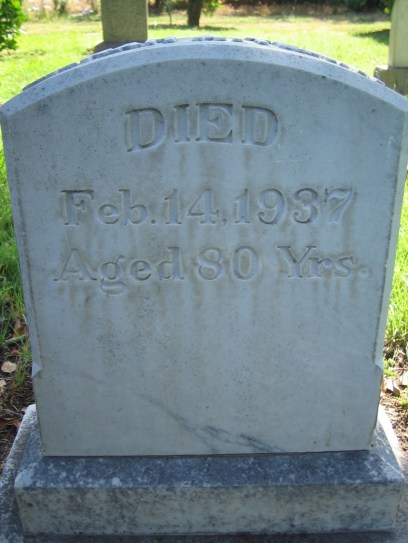 DIED
Feb. 14, 1937
Aged 80 Yrs.